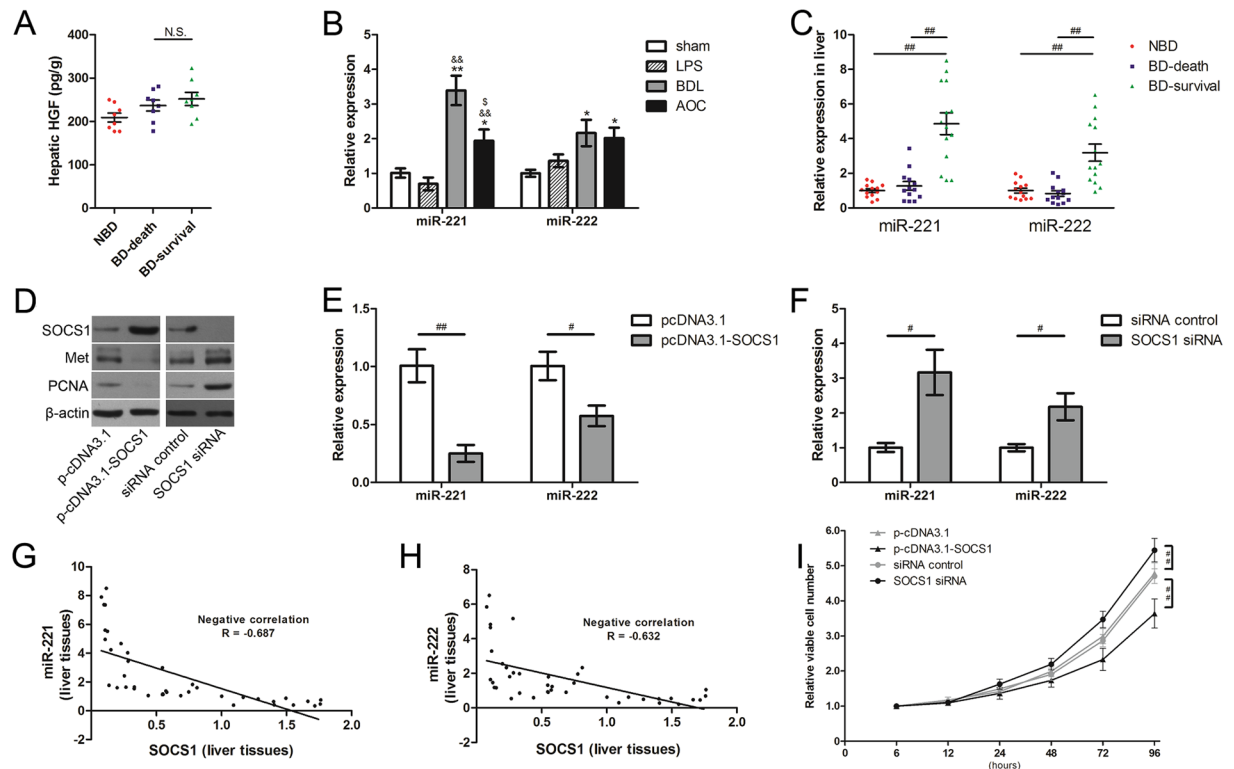 A
Hepatic HGF (pg/g)
400
300
200
100
0
N.S.
NBD
BD-death
BD-survival
B
Relative expression
5
4
3
2
1
0
&&
**
$
&&
*
*
*
miR-221
miR-222
sham
LPS
BDL
AOC
C
Relative expression in liver
10
8
6
4
2
0
##
##
##
##
miR-221
miR-222
NBD
BD-death
BD-survival
D
SOCS1
Met
PCNA
β-actin
p-cDNA3.1
p-cDNA3.1-SOCS1
siRNA control
SOCS1 siRNA
E
Relative expression
1.5
1.0
0.5
0.0
##
#
miR-221
miR-222
pcDNA3.1
pcDNA3.1-SOCS1
F
Relative expression
5
4
3
2
1
0
#
#
miR-221
miR-222
siRNA control
SOCS1 siRNA
G
miR-221
(liver tissues)
10
8
6
4
2
0
-2
Negative correlation
R = -0.687
0.5
1.0
1.5
2.0
SOCS1 (liver tissues)
H
miR-222
(liver tissues)
8
6
4
2
0
-2
Negative correlation
R = -0.632
0.5
1.0
1.5
2.0
SOCS1 (liver tissues)
I
Relative viable cell number
6.0
5.0
4.0
3.0
2.0
1.0
p-cDNA3.1
p-cDNA3.1-SOCS1
siRNA control
SOCS1 siRNA
##
##
0
6
12
24
48
72
96
(hours)